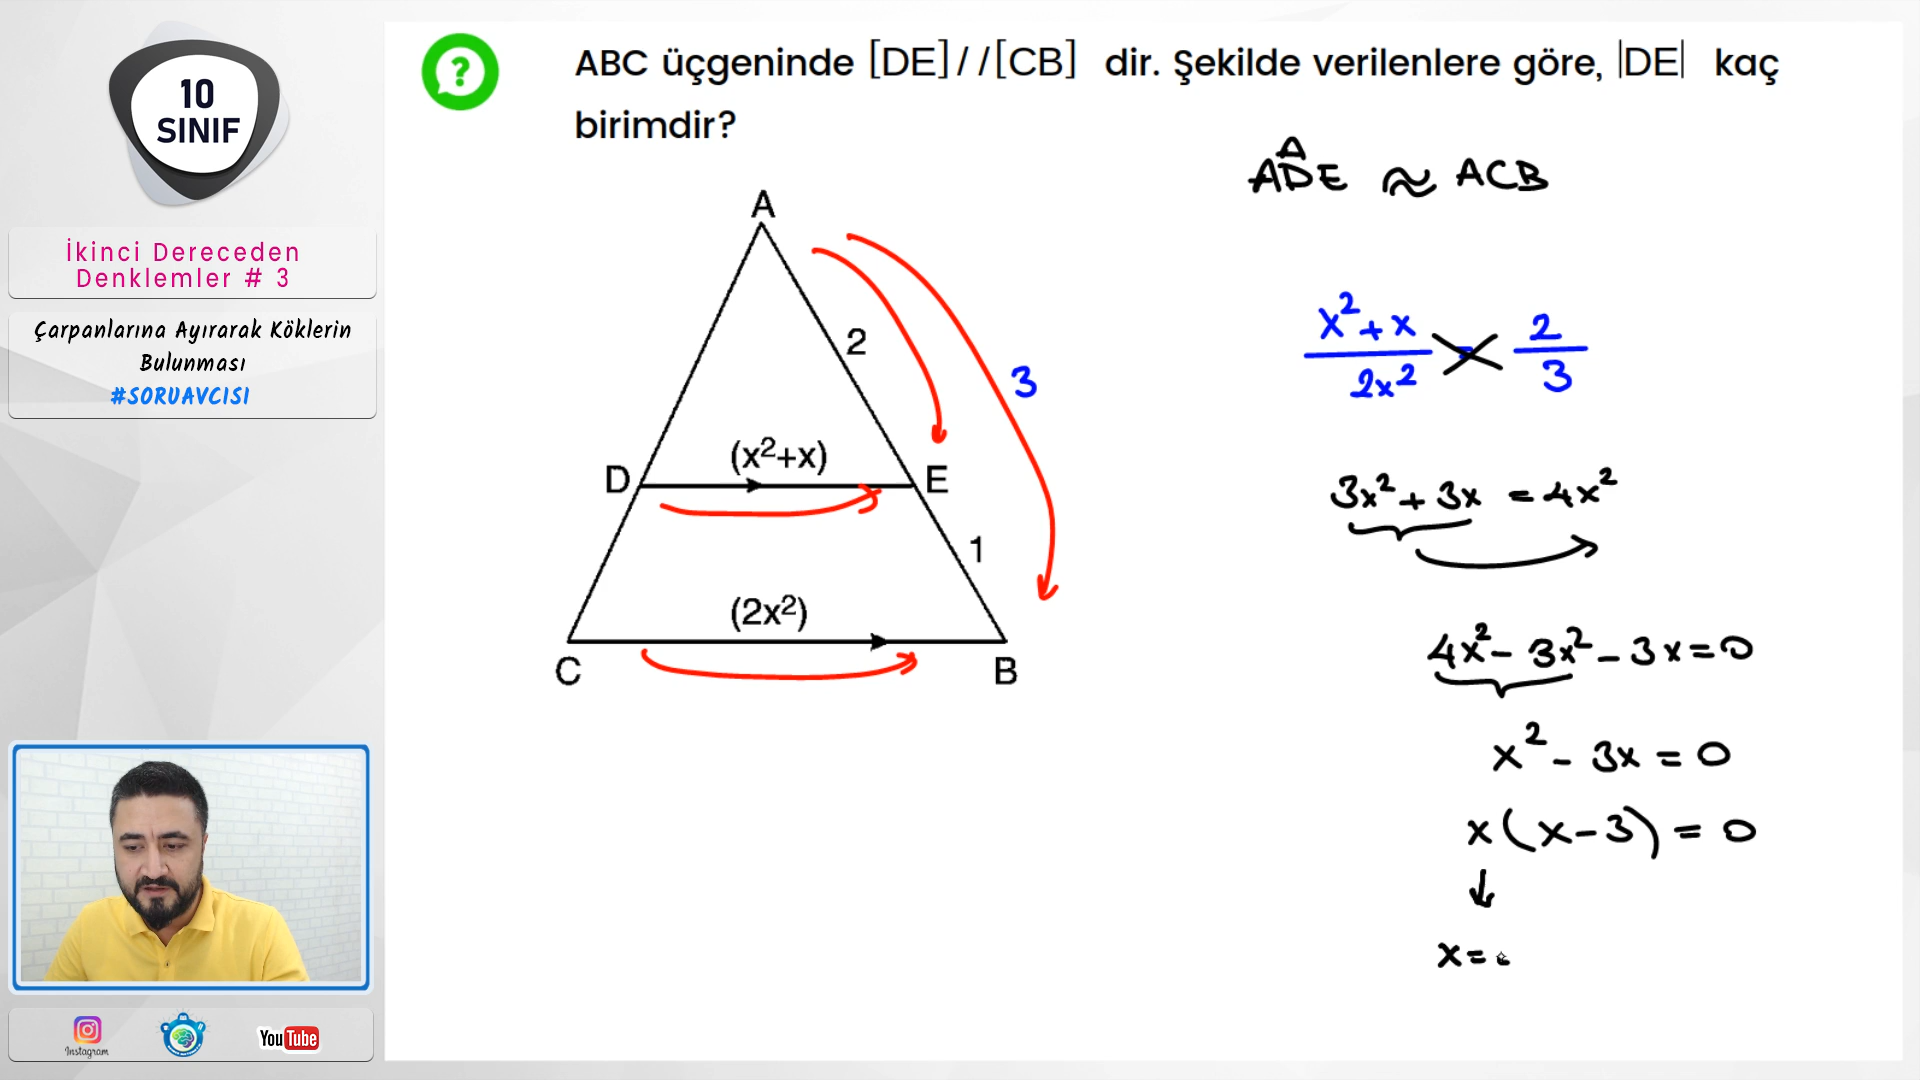 10
SINIF
İkinci Dereceden
Denklemler # 3
Çarpanlarına Ayırarak Köklerin
Bulunması
#SORUAVCISI
Instagram
YouTube
?
ABC üçgeninde [DE]//[CB] dir. Şekilde verilenlere göre, |DE| kaç
birimdir?
A
2
3
(x²+x)
D
E
1
(2x²)
C
B
ADE ≈ ACB
x²+x / 2x² = 2 / 3
3x² + 3x = 4x²
4x² - 3x² - 3x = 0
x² - 3x = 0
x(x-3) = 0
↓
x =